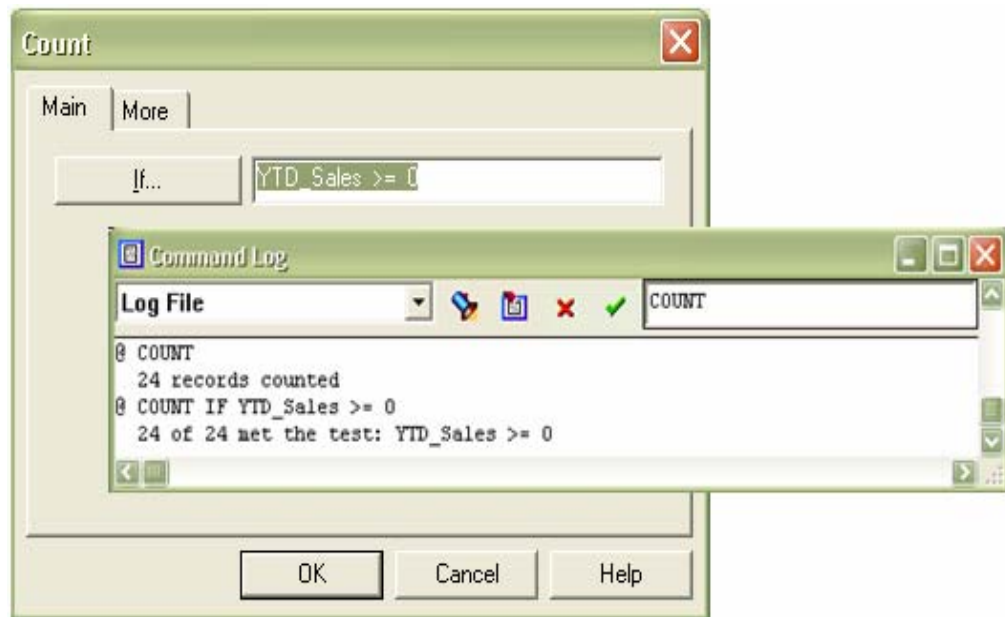 Count
Main More
If... YTD_Sales >= 0
Command Log
Log File COUNT
@ COUNT
24 records counted
@ COUNT IF YTD_Sales >= 0
24 of 24 met the test: YTD_Sales >= 0
OK Cancel Help